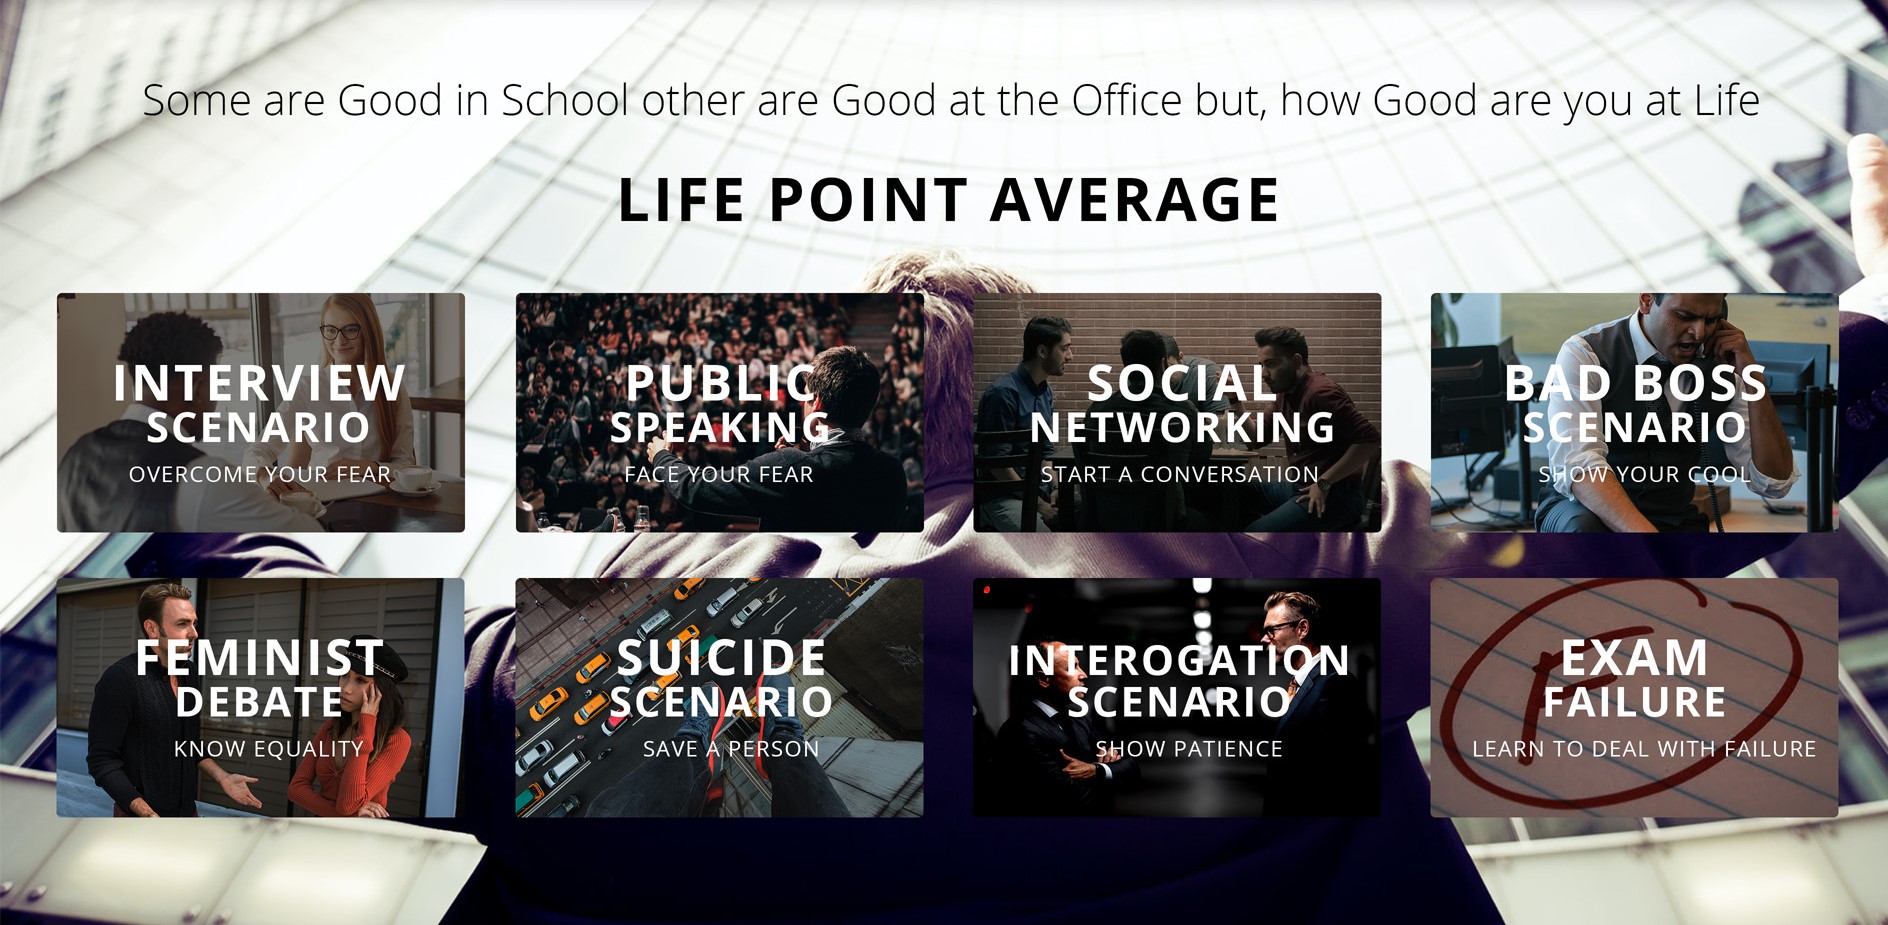 Some are Good in School other are Good at the Office but, how Good are you at Life
LIFE POINT AVERAGE
INTERVIEW
SCENARIO
OVERCOME YOUR FEAR
PUBLIC
SPEAKING
FACE YOUR FEAR
SOCIAL
NETWORKING
START A CONVERSATION
BAD BOSS
SCENARIO
SHOW YOUR COOL
FEMINIST
DEBATE
KNOW EQUALITY
SUICIDE
SCENARIO
SAVE A PERSON
INTEROGATION
SCENARIO
SHOW PATIENCE
EXAM
FAILURE
LEARN TO DEAL WITH FAILURE
F